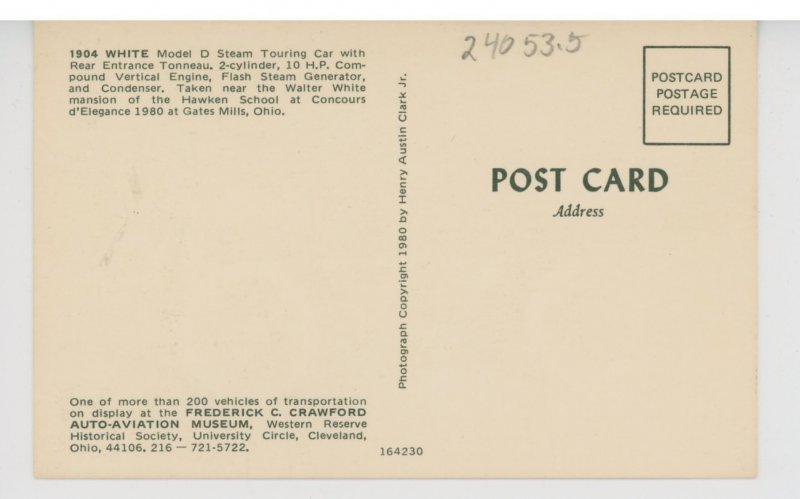 1904 WHITE Model D Steam Touring Car with
Rear Entrance Tonneau. 2-cylinder, 10 H.P. Com-
pound Vertical Engine, Flash Steam Generator,
and Condenser. Taken near the Walter White
mansion of the Hawken School at Concours
d'Elegance 1980 at Gates Mills, Ohio.
One of more than 200 vehicles of transportation
on display at the FREDERICK C. CRAWFORD
AUTO-AVIATION MUSEUM, Western Reserve
Historical Society, University Circle, Cleveland,
Ohio, 44106. 216 — 721-5722.
Photograph Copyright 1980 by Henry Austin Clark Jr.
164230
24053.5
POSTCARD
POSTAGE
REQUIRED
POST CARD
Address